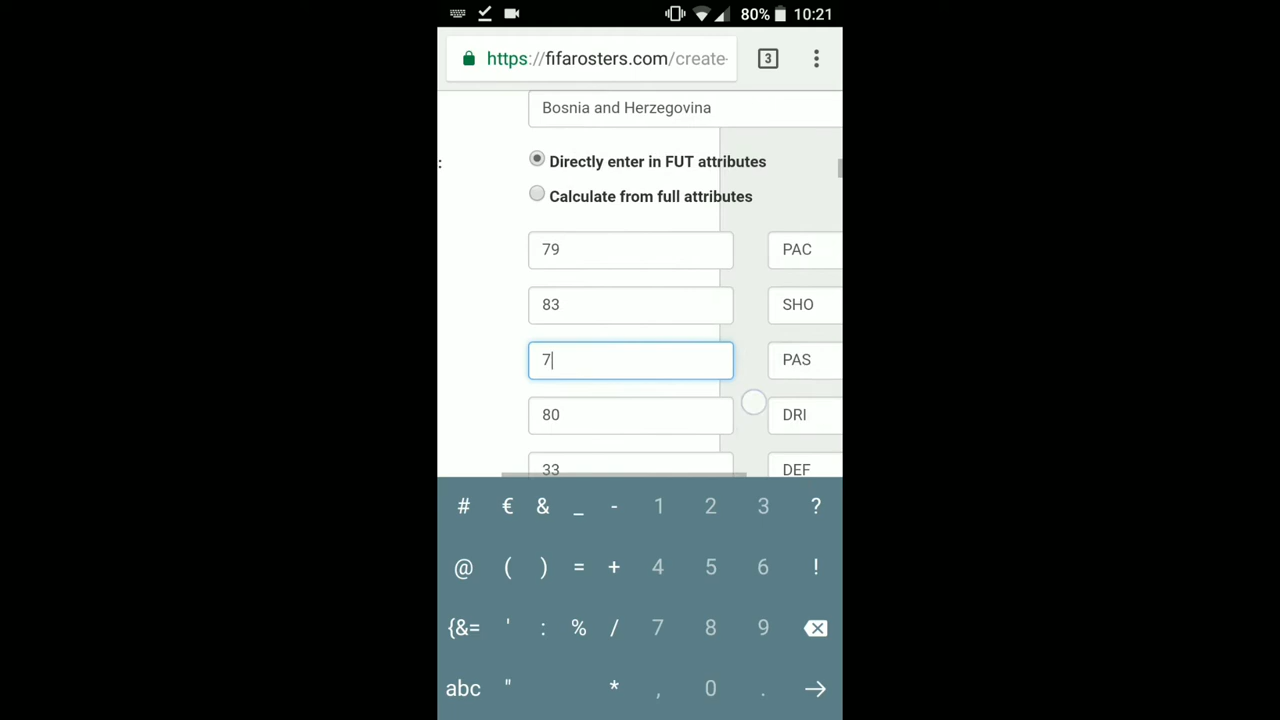 80% 10:21
https://fifarosters.com/create- 3
Bosnia and Herzegovina
:
Directly enter in FUT attributes
Calculate from full attributes
79 PAC
83 SHO
7 PAS
80 DRI
33 DEF
# € & _ - 1 2 3 ?
@ ( ) = + 4 5 6 !
{&= ' : % / 7 8 9
abc " * , 0 .